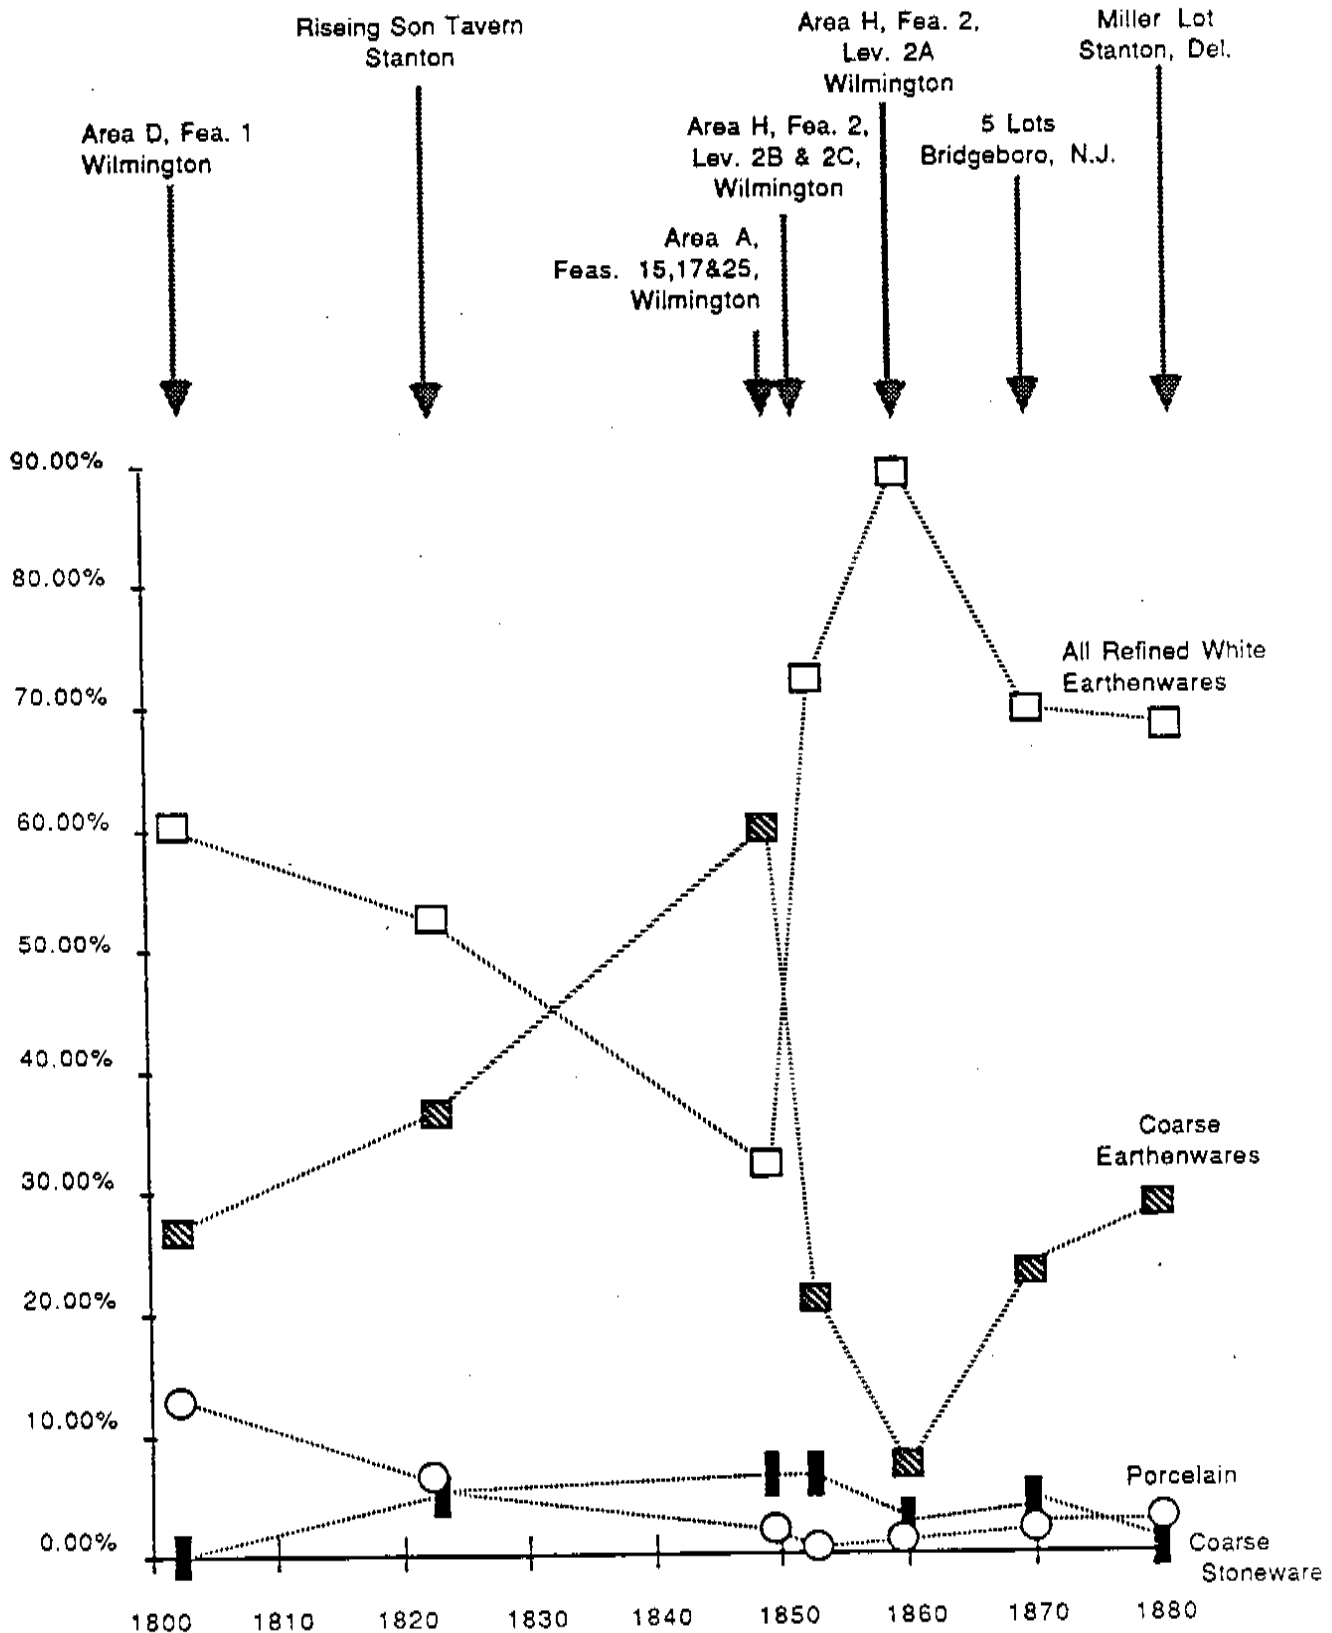 Riseing Son Tavern
Stanton
Area H, Fea. 2,
Lev. 2A
Wilmington
Miller Lot
Stanton, Del.
Area D, Fea. 1
Wilmington
Area H, Fea. 2,
Lev. 2B & 2C,
Wilmington
5 Lots
Bridgeboro, N.J.
Area A,
Feas. 15,17&25,
Wilmington
90.00%
80.00%
70.00%
60.00%
50.00%
40.00%
30.00%
20.00%
10.00%
0.00%
All Refined White
Earthenwares
Coarse
Earthenwares
Porcelain
Coarse
Stoneware
1800 1810 1820 1830 1840 1850 1860 1870 1880